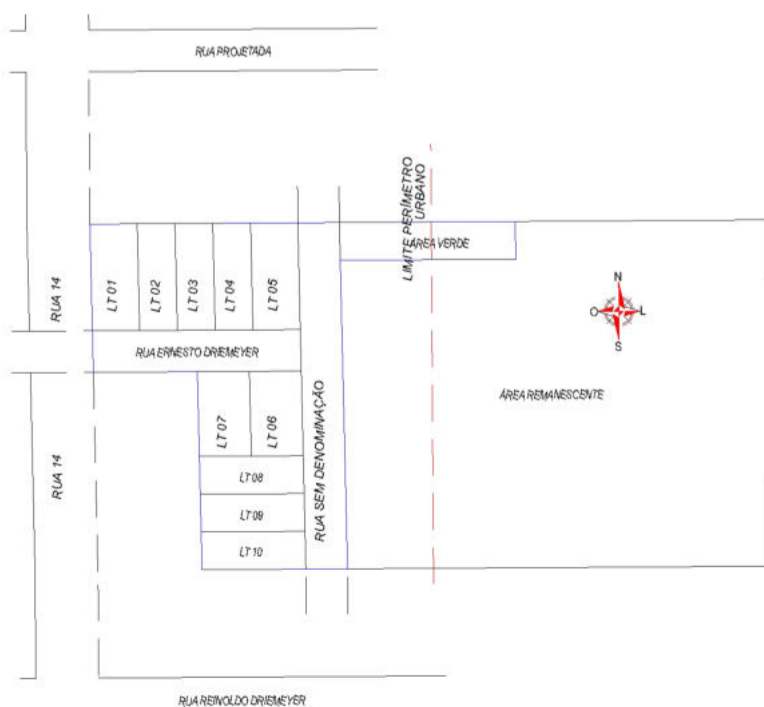 RUA PROJETADA
LIMITE PERÍMETRO
URBANO
ÁREA VERDE
RUA 14
LT 01
LT 02
LT 03
LT 04
LT 05
N
O
L
S
RUA ERNESTO DRIEMEYER
ÁREA REMANESCENTE
RUA 14
LT 07
LT 06
RUA SEM DENOMINAÇÃO
LT 08
LT 09
LT 10
RUA REINOLDO DRIEMEYER